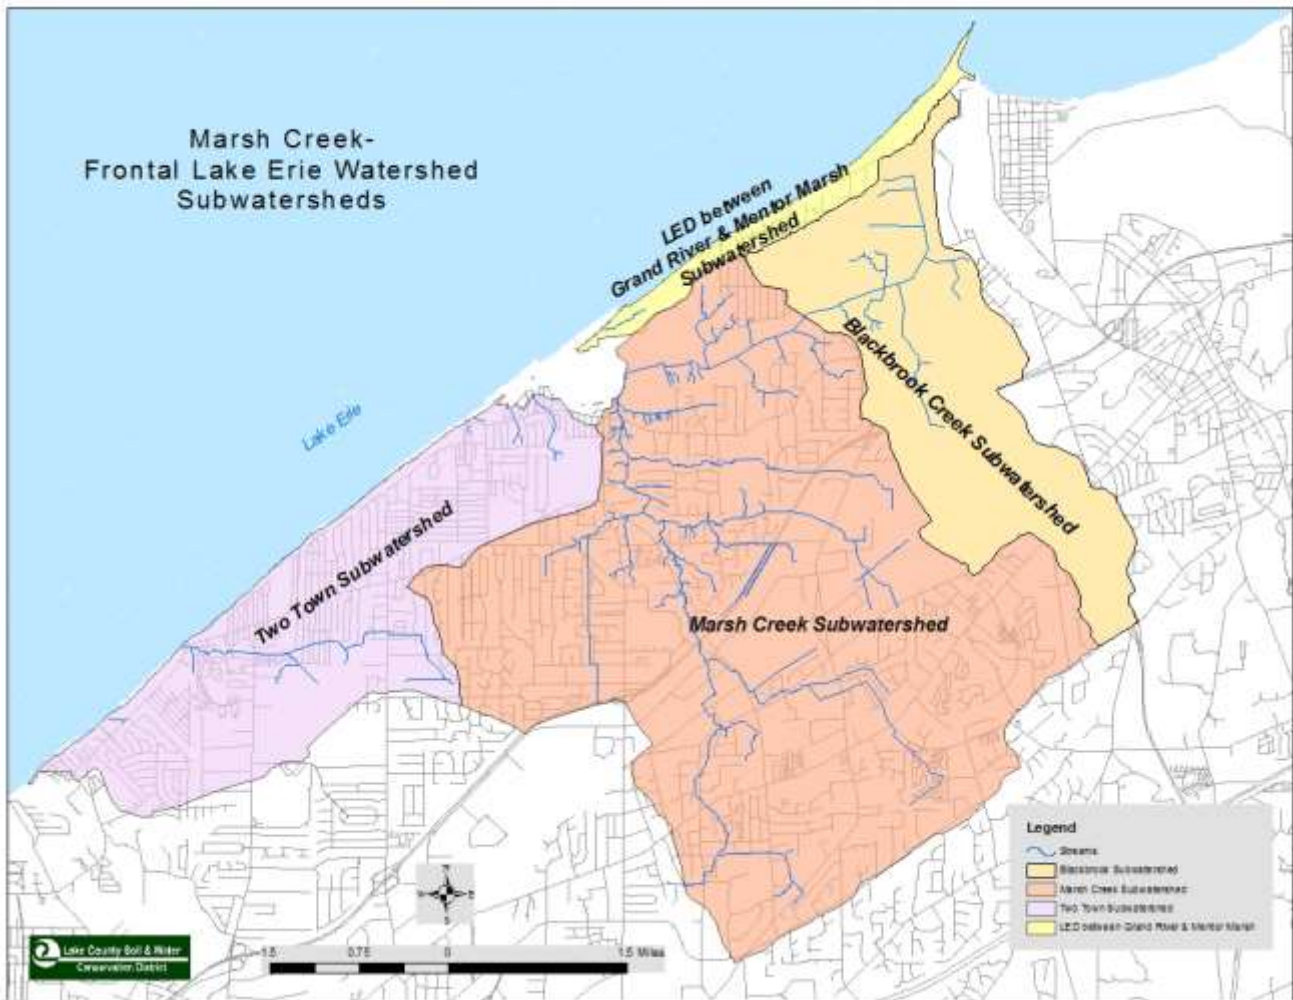 Marsh Creek-
Frontal Lake Erie Watershed
Subwatersheds
LED between
Grand River & Mentor Marsh
Subwatershed
Blackbrook Creek Subwatershed
Lake Erie
Two Town Subwatershed
Marsh Creek Subwatershed
Legend
Streams
Blackbrook Subwatershed
Marsh Creek Subwatershed
Two Town Subwatershed
LED between Grand River & Mentor Marsh
N
W E
S
Lake County Soil & Water
Conservation District
1.5 0.75 0 1.5 Miles